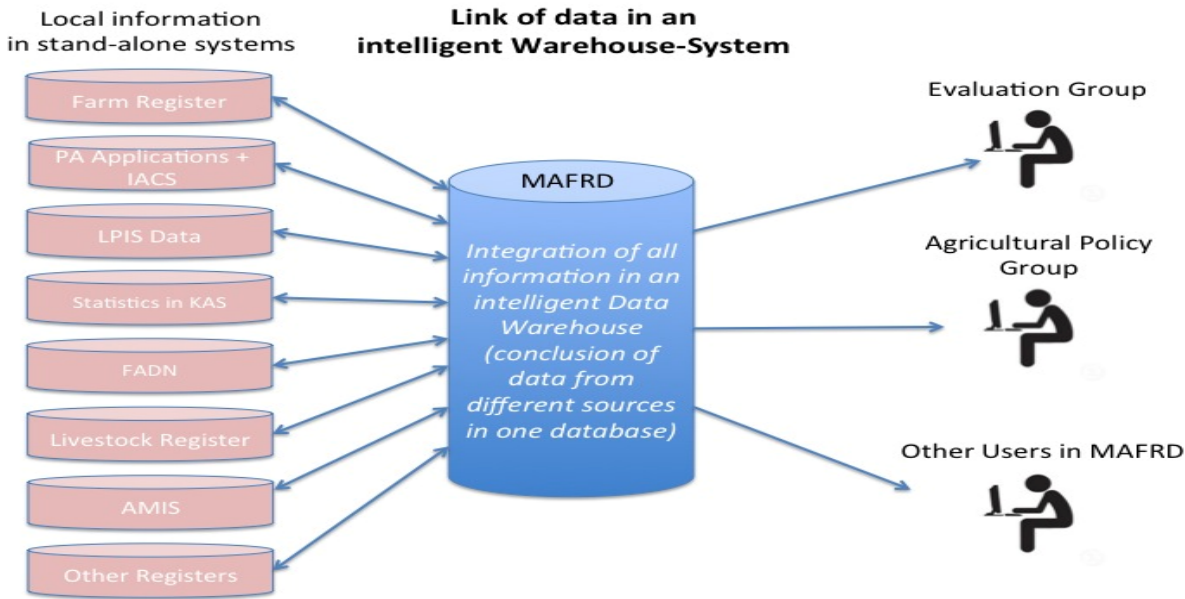 Local information
in stand-alone systems
Link of data in an
intelligent Warehouse-System
Farm Register
PA Applications +
IACS
LPIS Data
Statistics in KAS
FADN
Livestock Register
AMIS
Other Registers
MAFRD
Integration of all
information in an
intelligent Data
Warehouse
(conclusion of
data from
different sources
in one database)
Evaluation Group
Agricultural Policy
Group
Other Users in MAFRD